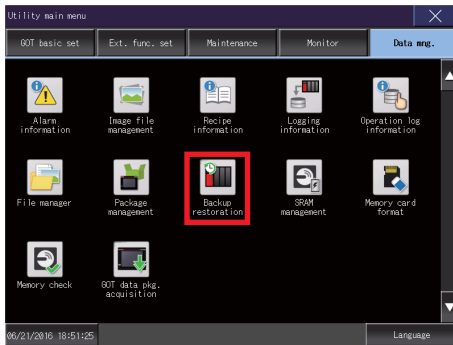 Utility main menu
GOT basic set
Ext. func. set
Maintenance
Monitor
Data mng.
Alarm
information
Image file
management
Recipe
information
Logging
information
Operation log
information
File manager
Package
management
Backup
restoration
SRAM
management
Memory card
format
Memory check
GOT data pkg.
acquisition
06/21/2016 18:51:25
Language